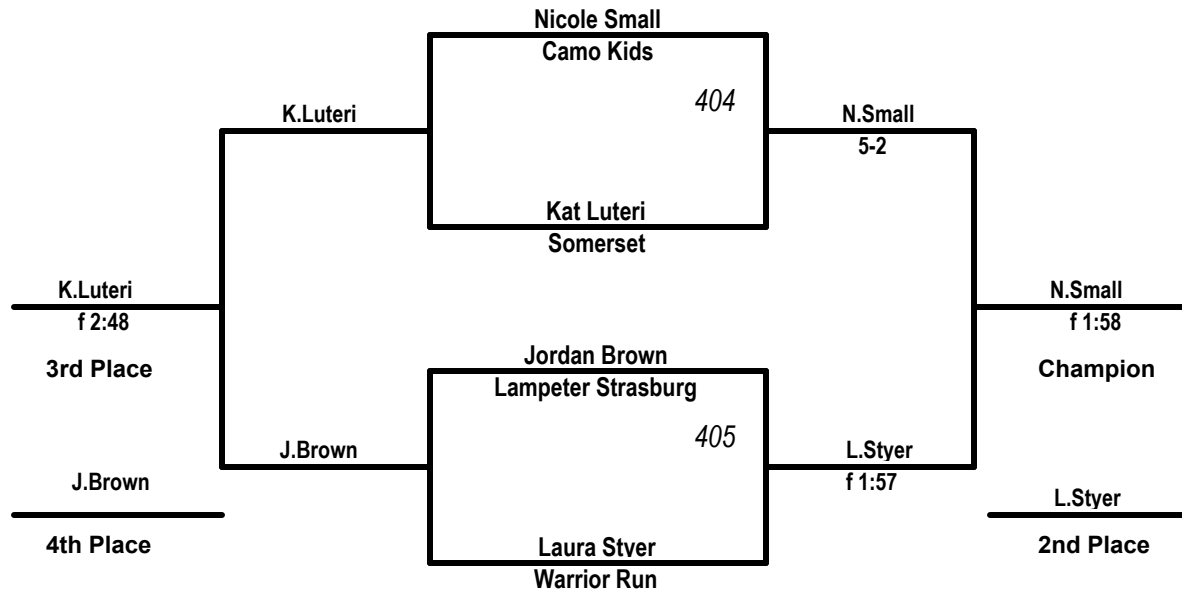 Nicole Small
Camo Kids
404
K.Luteri
N.Small
5-2
Kat Luteri
Somerset
K.Luteri
f 2:48
3rd Place
N.Small
f 1:58
Champion
Jordan Brown
Lampeter Strasburg
405
J.Brown
L.Styer
f 1:57
J.Brown
4th Place
L.Styer
2nd Place
Laura Styer
Warrior Run